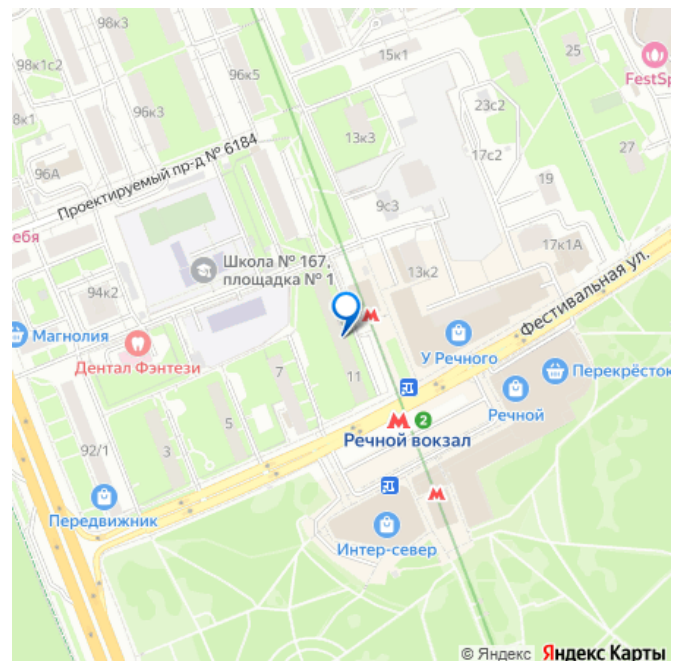 98к3
98к1с2
96к5
15к1
25
FestSp
8к1
96к3
23с2
13к3
27
Проектируемый пр-д № 6184
17с2
96А
19
9с3
ебя
17к1А
Школа № 167,
площадка № 1
13к2
94к2
Фестивальная ул.
Магнолия
У Речного
Дентал Фэнтези
7
11
Перекрёсток
Речной
5
2
92/1
3
Речной вокзал
Передвижник
Интер-север
© Яндекс Яндекс Карты